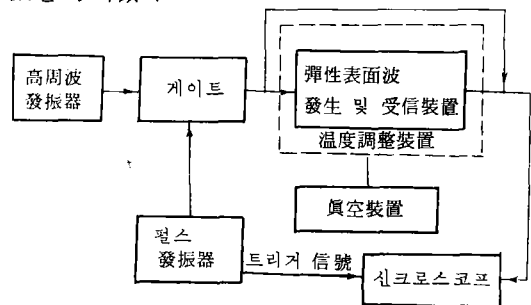 高周波
發振器
게이트
彈性表面波
發生 및 受信裝置
温度調整裝置
眞空裝置
펄스
發振器
트리거 信號
신크로스코프